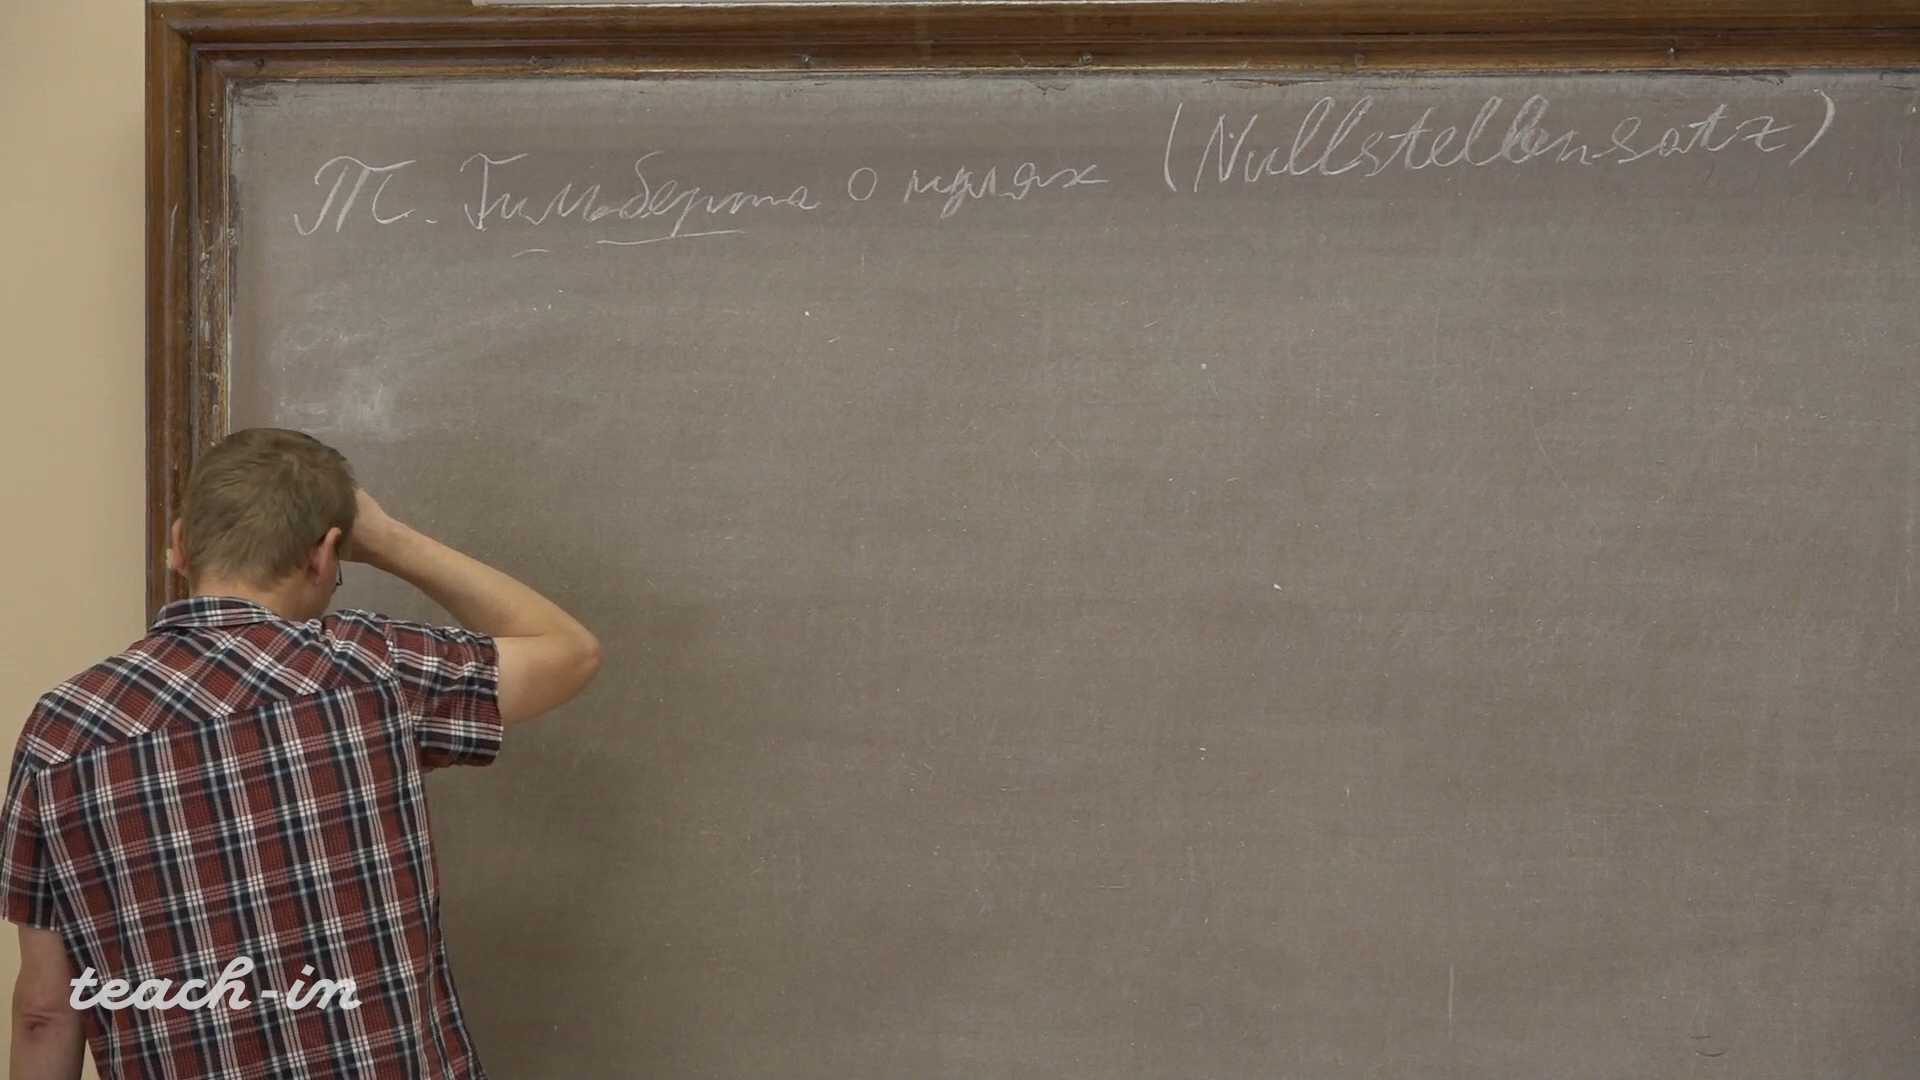 Т. Гильберта о нулях (Nullstellensatz)
teach-in